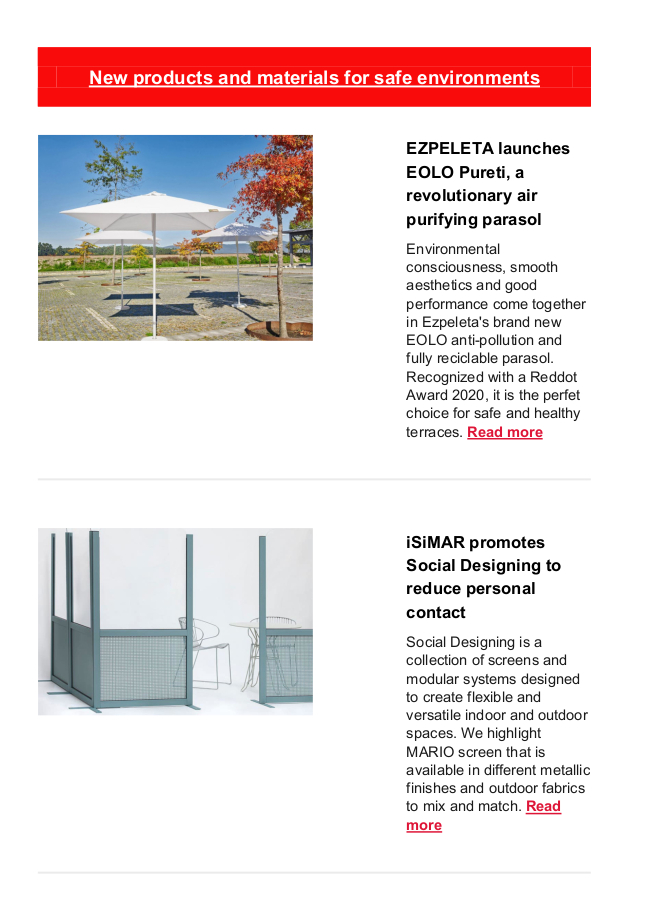 New products and materials for safe environments
EZPELETA launches
EOLO Pureti, a
revolutionary air
purifying parasol
Environmental
consciousness, smooth
aesthetics and good
performance come together
in Ezpeleta's brand new
EOLO anti-pollution and
fully reciclable parasol.
Recognized with a Reddot
Award 2020, it is the perfet
choice for safe and healthy
terraces. Read more
iSiMAR promotes
Social Designing to
reduce personal
contact
Social Designing is a
collection of screens and
modular systems designed
to create flexible and
versatile indoor and outdoor
spaces. We highlight
MARIO screen that is
available in different metallic
finishes and outdoor fabrics
to mix and match. Read
more